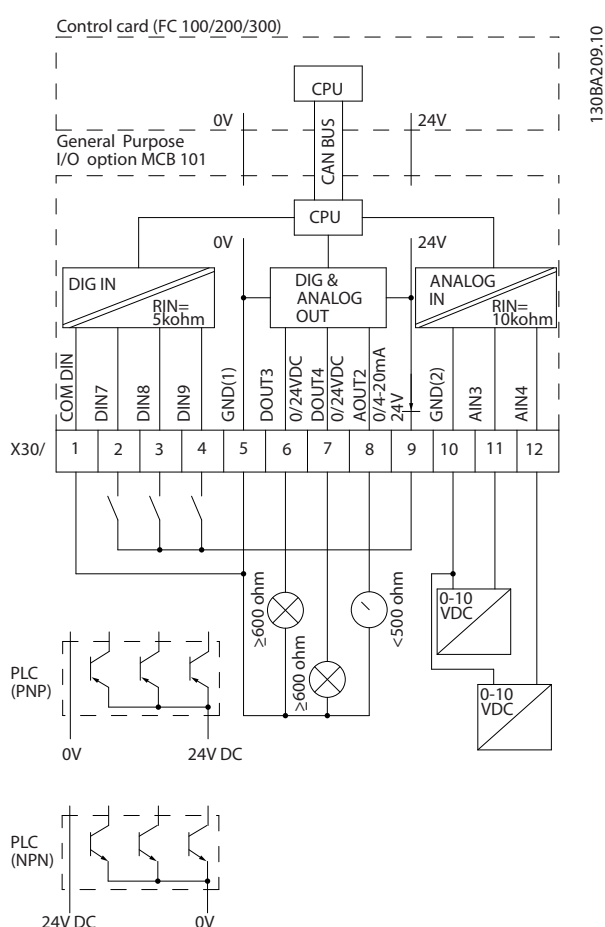 Control card (FC 100/200/300)
130BA209.10
CPU
0V
24V
CAN BUS
General Purpose
I/O option MCB 101
CPU
0V
24V
DIG IN
RIN=
5kohm
DIG &
ANALOG
OUT
ANALOG
IN
RIN=
10kohm
COM DIN
DIN7
DIN8
DIN9
GND(1)
DOUT3
0/24VDC
DOUT4
0/24VDC
AOUT2
0/4-20mA
24V
GND(2)
AIN3
AIN4
X30/ 1 2 3 4 5 6 7 8 9 10 11 12
≥600 ohm
≥600 ohm
<500 ohm
0-10
VDC
0-10
VDC
PLC
(PNP)
0V
24V DC
PLC
(NPN)
24V DC
0V